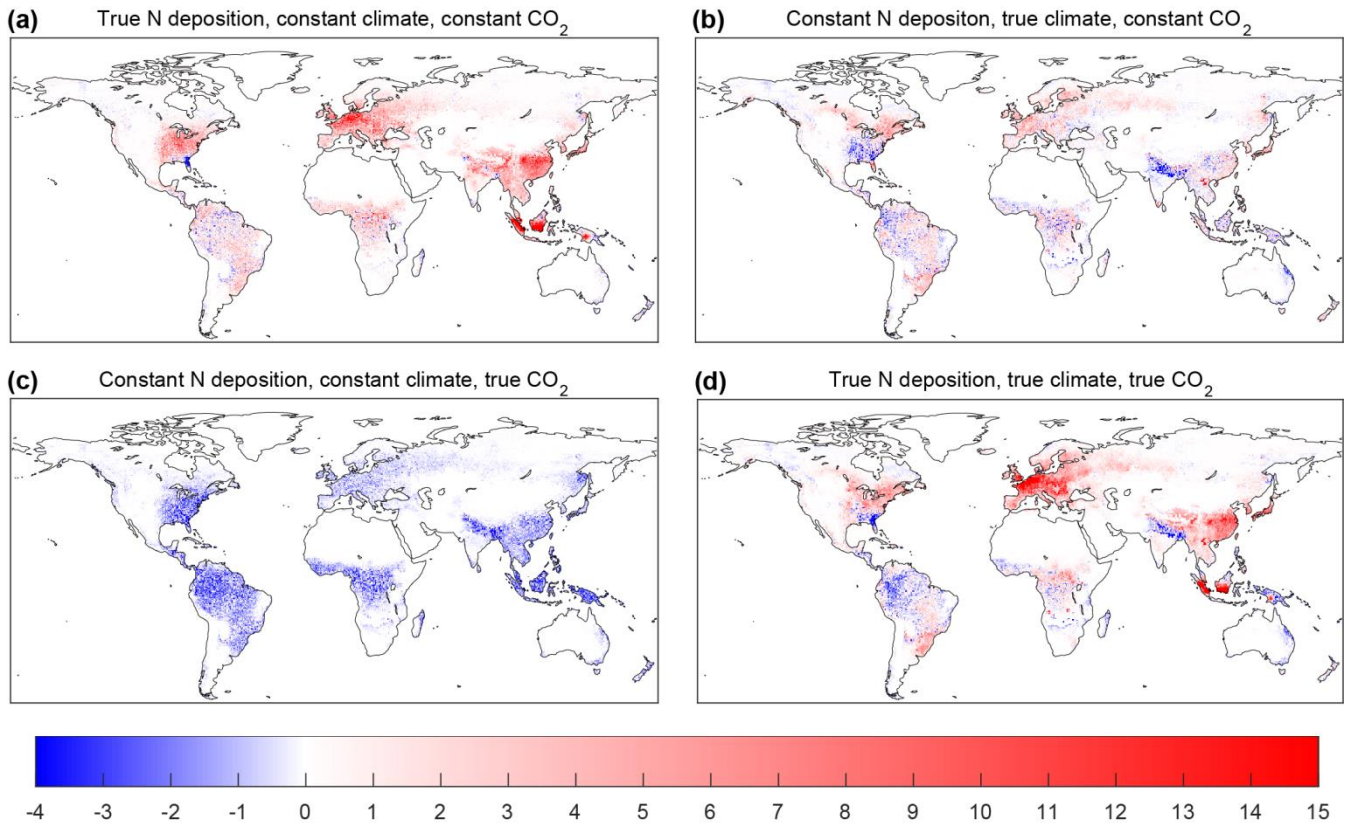 (a) True N deposition, constant climate, constant CO2
(b) Constant N depositon, true climate, constant CO2
(c) Constant N deposition, constant climate, true CO2
(d) True N deposition, true climate, true CO2
-4 -3 -2 -1 0 1 2 3 4 5 6 7 8 9 10 11 12 13 14 15